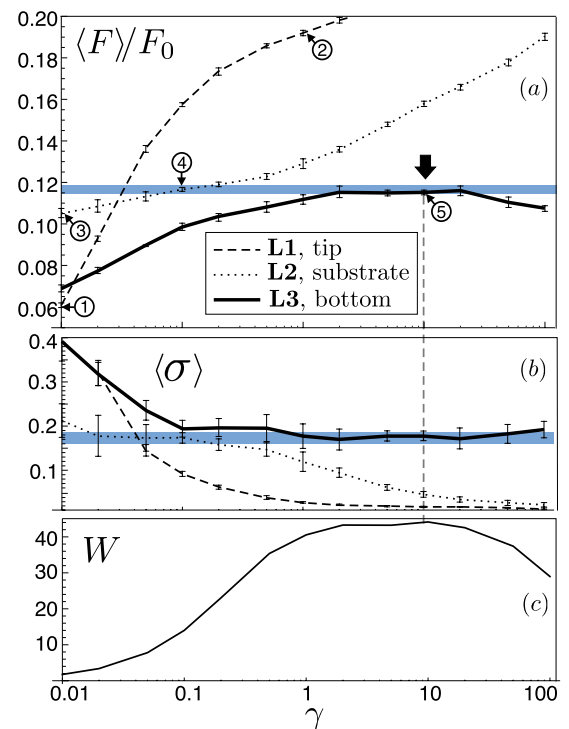 0.20
⟨F⟩/F₀
②
0.18
(a)
0.16
0.14
④
0.12
③
⑤
0.10
L1, tip
0.08
L2, substrate
L3, bottom
0.06
①
0.4
⟨σ⟩
(b)
0.3
0.2
0.1
40
W
30
20
(c)
10
0.01 0.1 1 10 100
γ